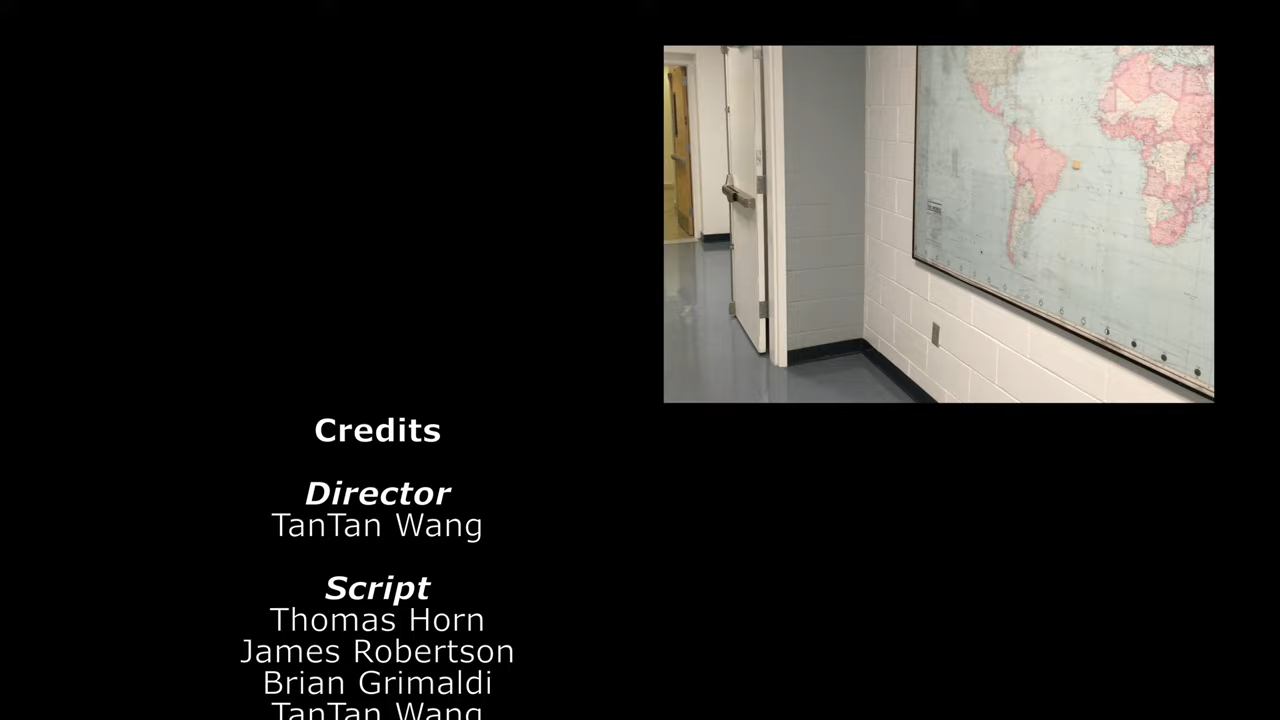 Credits
Director
TanTan Wang
Script
Thomas Horn
James Robertson
Brian Grimaldi
TanTan Wang